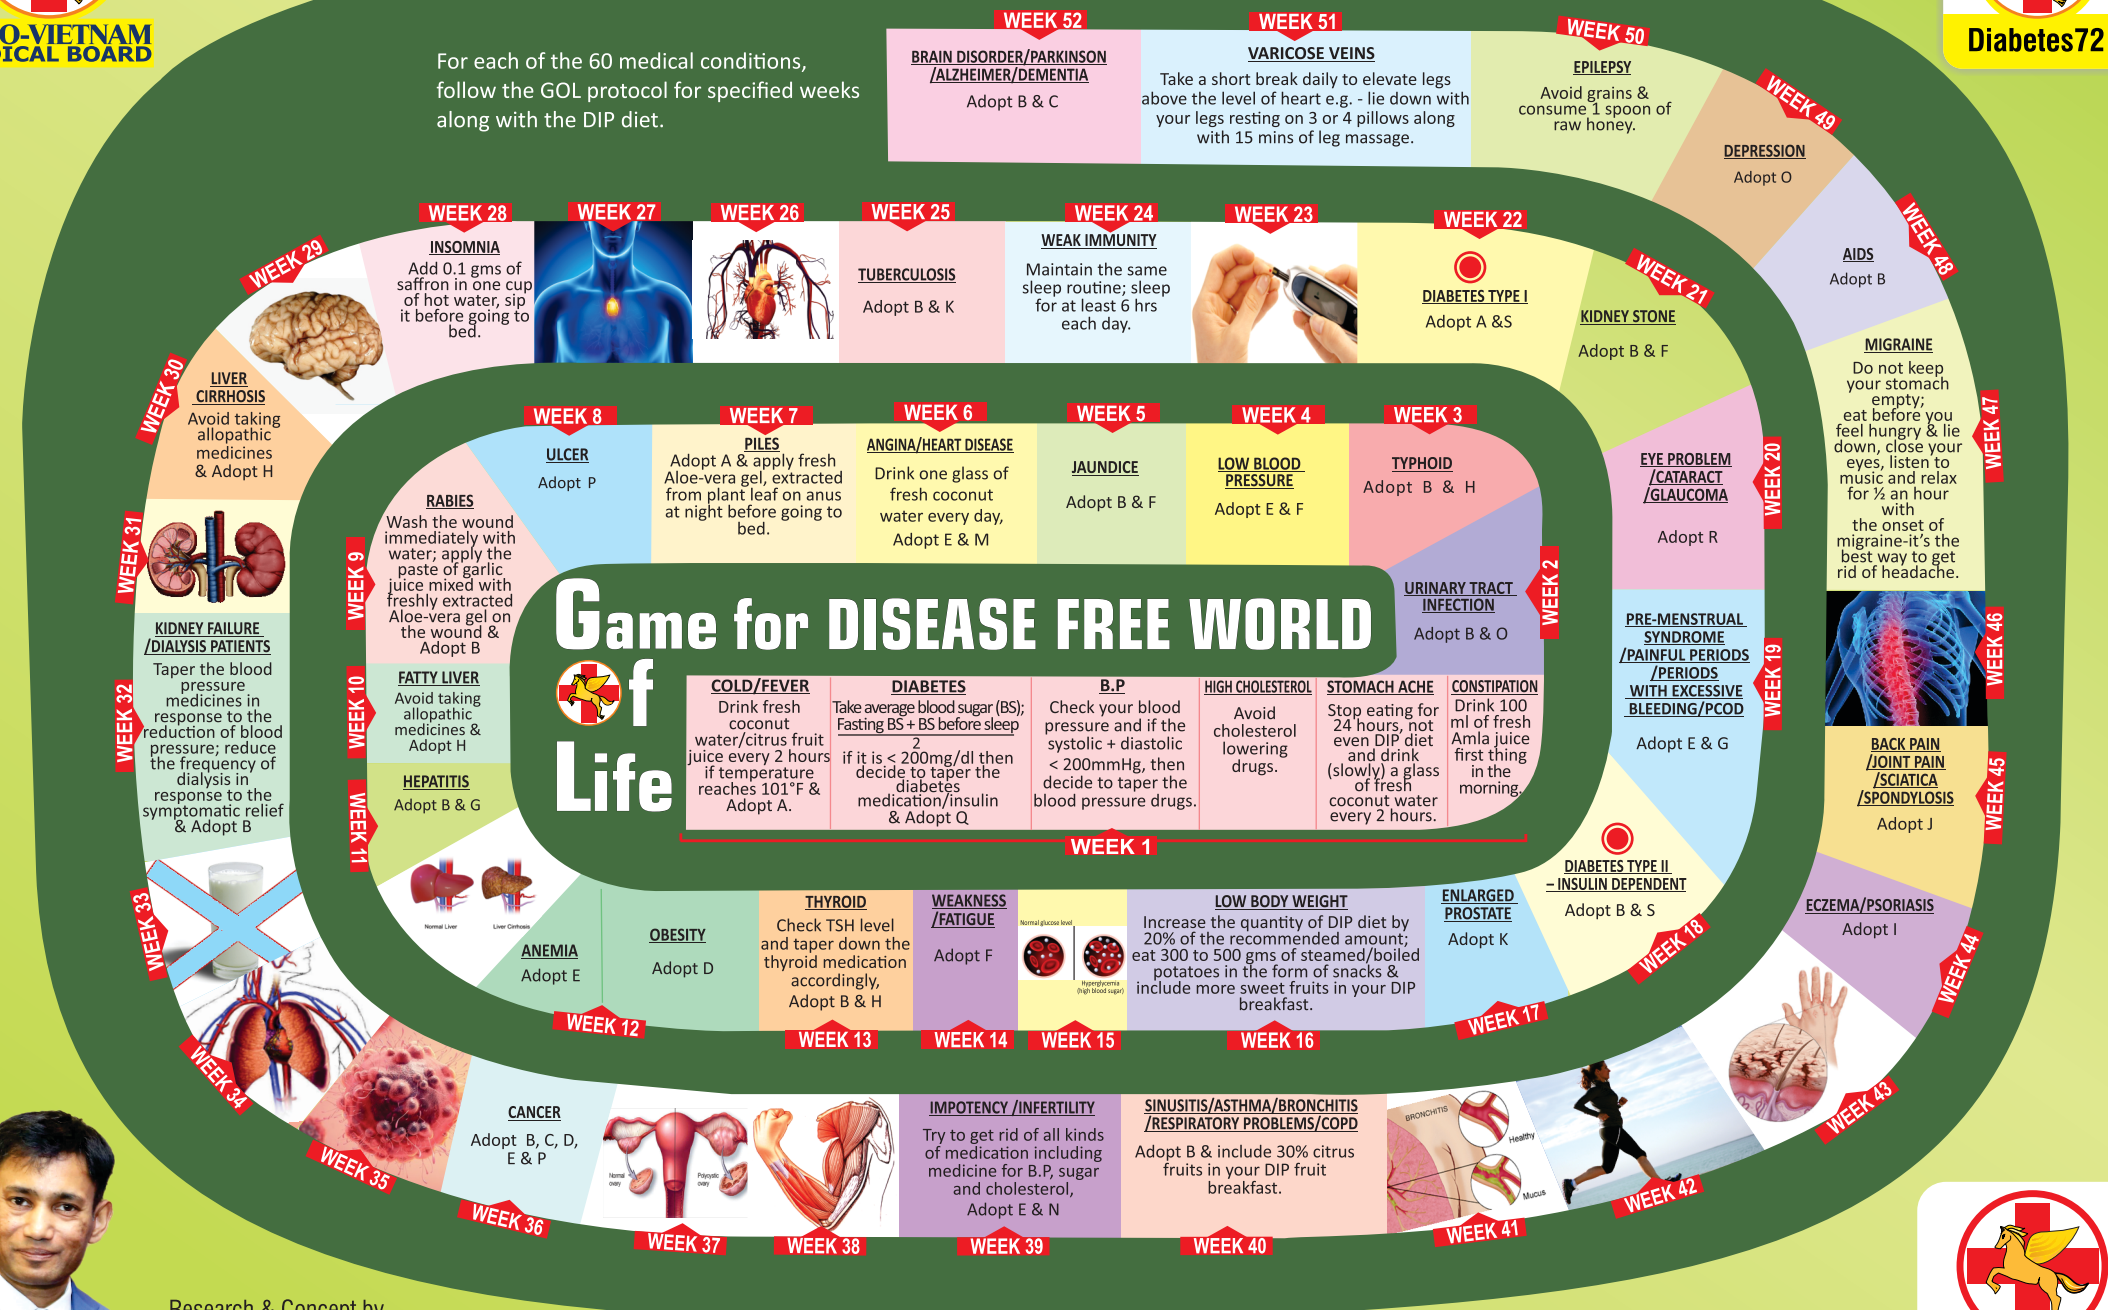 O-VIETNAM
DICAL BOARD
Diabetes72
For each of the 60 medical conditions,
follow the GOL protocol for specified weeks
along with the DIP diet.
WEEK 52
BRAIN DISORDER/PARKINSON
/ALZHEIMER/DEMENTIA
Adopt B & C
WEEK 51
VARICOSE VEINS
Take a short break daily to elevate legs
above the level of heart e.g. - lie down with
your legs resting on 3 or 4 pillows along
with 15 mins of leg massage.
WEEK 50
EPILEPSY
Avoid grains &
consume 1 spoon of
raw honey.
WEEK 49
DEPRESSION
Adopt O
WEEK 48
AIDS
Adopt B
WEEK 47
MIGRAINE
Do not keep
your stomach
empty;
eat before you
feel hungry & lie
down, close your
eyes, listen to
music and relax
for ½ an hour
with
the onset of
migraine-it's the
best way to get
rid of headache.
WEEK 46
WEEK 45
BACK PAIN
/JOINT PAIN
/SCIATICA
/SPONDYLOSIS
Adopt J
WEEK 44
ECZEMA/PSORIASIS
Adopt I
WEEK 43
WEEK 42
WEEK 41
BRONCHITIS
Healthy
Mucus
WEEK 40
SINUSITIS/ASTHMA/BRONCHITIS
/RESPIRATORY PROBLEMS/COPD
Adopt B & include 30% citrus
fruits in your DIP fruit
breakfast.
WEEK 39
IMPOTENCY /INFERTILITY
Try to get rid of all kinds
of medication including
medicine for B.P, sugar
and cholesterol,
Adopt E & N
WEEK 38
WEEK 37
Normal
ovary
Polycystic
ovary
WEEK 36
CANCER
Adopt B, C, D,
E & P
WEEK 35
WEEK 34
WEEK 33
WEEK 32
KIDNEY FAILURE
/DIALYSIS PATIENTS
Taper the blood
pressure
medicines in
response to the
reduction of blood
pressure; reduce
the frequency of
dialysis in
response to the
symptomatic relief
& Adopt B
WEEK 31
WEEK 30
LIVER
CIRRHOSIS
Avoid taking
allopathic
medicines
& Adopt H
WEEK 29
WEEK 28
INSOMNIA
Add 0.1 gms of
saffron in one cup
of hot water, sip
it before going to
bed.
WEEK 27
WEEK 26
WEEK 25
TUBERCULOSIS
Adopt B & K
WEEK 24
WEAK IMMUNITY
Maintain the same
sleep routine; sleep
for at least 6 hrs
each day.
WEEK 23
WEEK 22
DIABETES TYPE I
Adopt A &S
WEEK 21
KIDNEY STONE
Adopt B & F
WEEK 20
EYE PROBLEM
/CATARACT
/GLAUCOMA
Adopt R
WEEK 19
PRE-MENSTRUAL
SYNDROME
/PAINFUL PERIODS
/PERIODS
WITH EXCESSIVE
BLEEDING/PCOD
Adopt E & G
WEEK 18
DIABETES TYPE II
– INSULIN DEPENDENT
Adopt B & S
WEEK 17
ENLARGED
PROSTATE
Adopt K
WEEK 16
LOW BODY WEIGHT
Increase the quantity of DIP diet by
20% of the recommended amount;
eat 300 to 500 gms of steamed/boiled
potatoes in the form of snacks &
include more sweet fruits in your DIP
breakfast.
WEEK 15
Normal glucose level
Hyperglycemia
(high blood sugar)
WEEK 14
WEAKNESS
/FATIGUE
Adopt F
WEEK 13
THYROID
Check TSH level
and taper down the
thyroid medication
accordingly,
Adopt B & H
WEEK 12
OBESITY
Adopt D
ANEMIA
Adopt E
Normal Liver
Liver Cirrhosis
WEEK 11
HEPATITIS
Adopt B & G
WEEK 10
FATTY LIVER
Avoid taking
allopathic
medicines &
Adopt H
WEEK 9
RABIES
Wash the wound
immediately with
water; apply the
paste of garlic
juice mixed with
freshly extracted
Aloe-vera gel on
the wound &
Adopt B
WEEK 8
ULCER
Adopt P
WEEK 7
PILES
Adopt A & apply fresh
Aloe-vera gel, extracted
from plant leaf on anus
at night before going to
bed.
WEEK 6
ANGINA/HEART DISEASE
Drink one glass of
fresh coconut
water every day,
Adopt E & M
WEEK 5
JAUNDICE
Adopt B & F
WEEK 4
LOW BLOOD
PRESSURE
Adopt E & F
WEEK 3
TYPHOID
Adopt B & H
WEEK 2
URINARY TRACT
INFECTION
Adopt B & O
Game for DISEASE FREE WORLD
Of
Life
COLD/FEVER
Drink fresh
coconut
water/citrus fruit
juice every 2 hours
if temperature
reaches 101°F &
Adopt A.
DIABETES
Take average blood sugar (BS);
Fasting BS + BS before sleep
2
if it is < 200mg/dl then
decide to taper the
diabetes
medication/insulin
& Adopt Q
B.P
Check your blood
pressure and if the
systolic + diastolic
< 200mmHg, then
decide to taper the
blood pressure drugs.
HIGH CHOLESTEROL
Avoid
cholesterol
lowering
drugs.
STOMACH ACHE
Stop eating for
24 hours, not
even DIP diet
and drink
(slowly) a glass
of fresh
coconut water
every 2 hours.
CONSTIPATION
Drink 100
ml of fresh
Amla juice
first thing
in the
morning.
WEEK 1
Research & Concept by